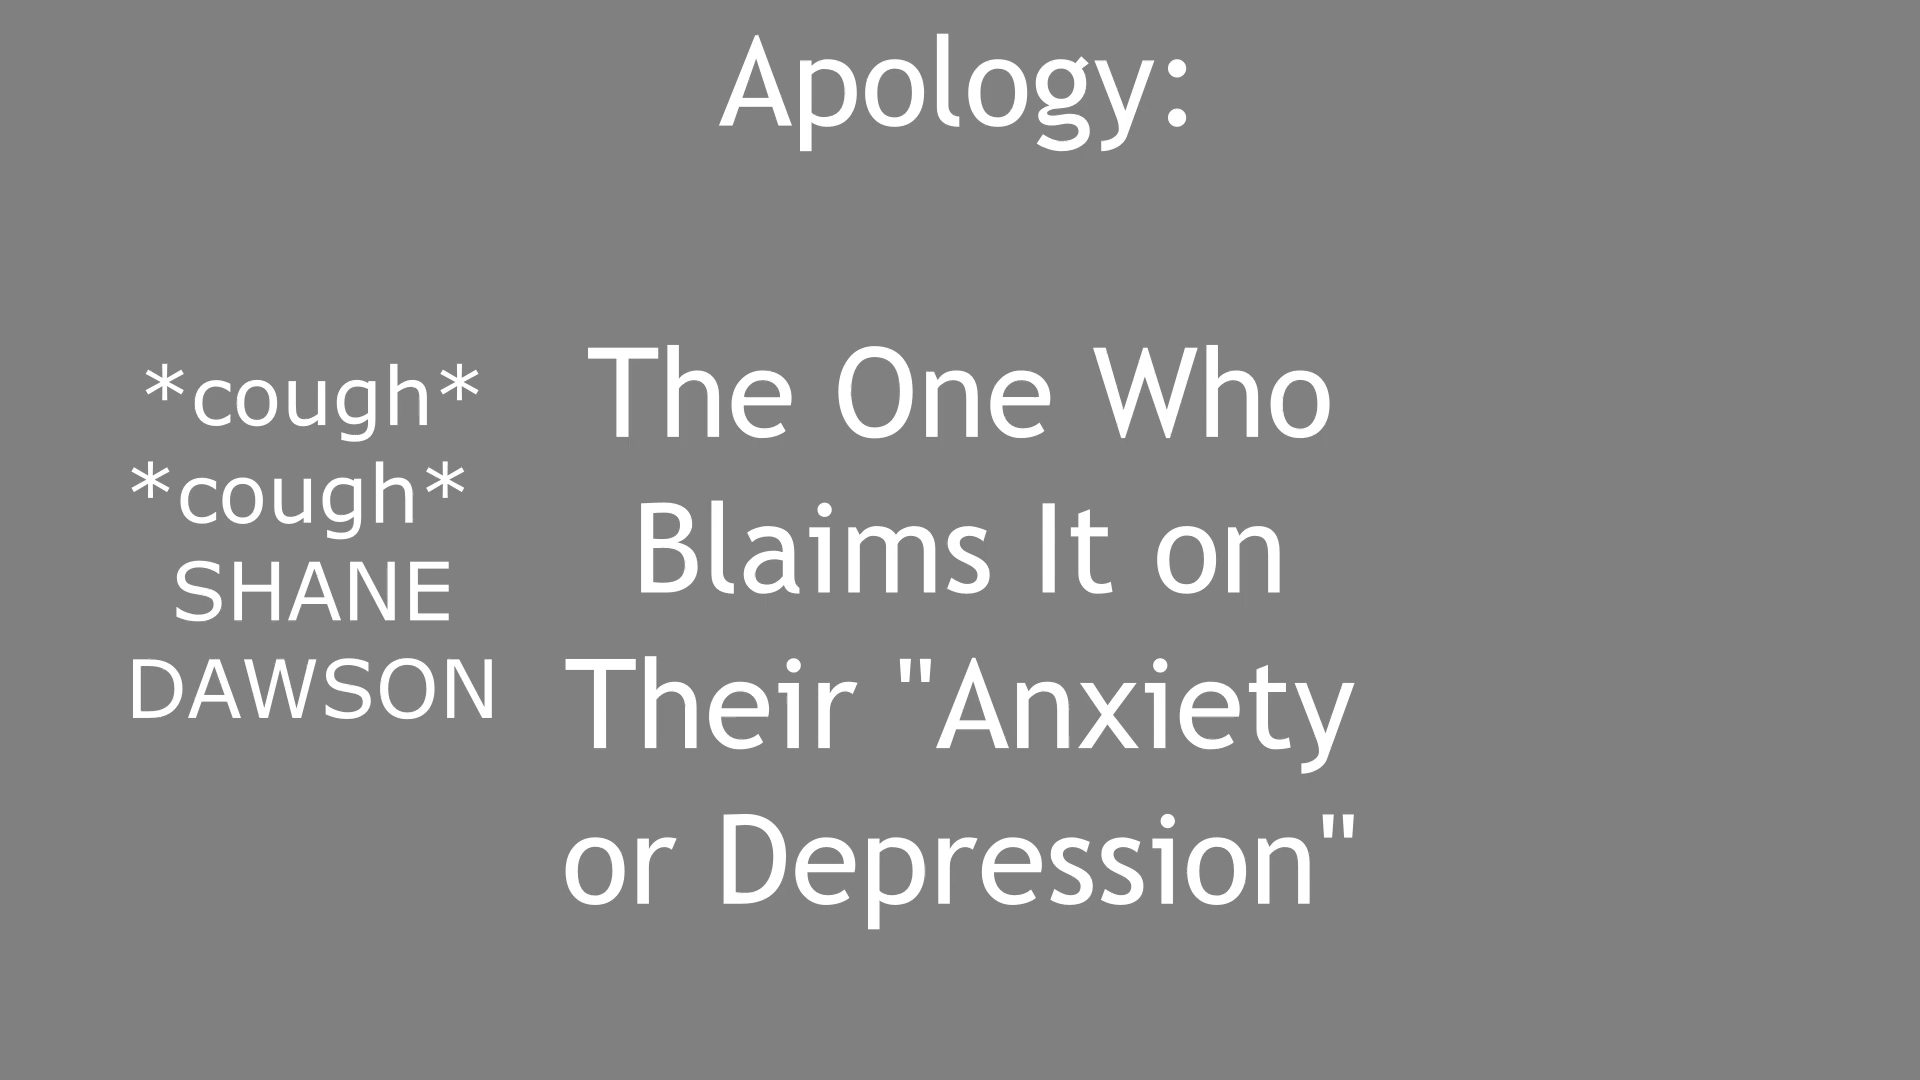 Apology:
*cough*
*cough*
SHANE
DAWSON
The One Who
Blaims It on
Their "Anxiety
or Depression"